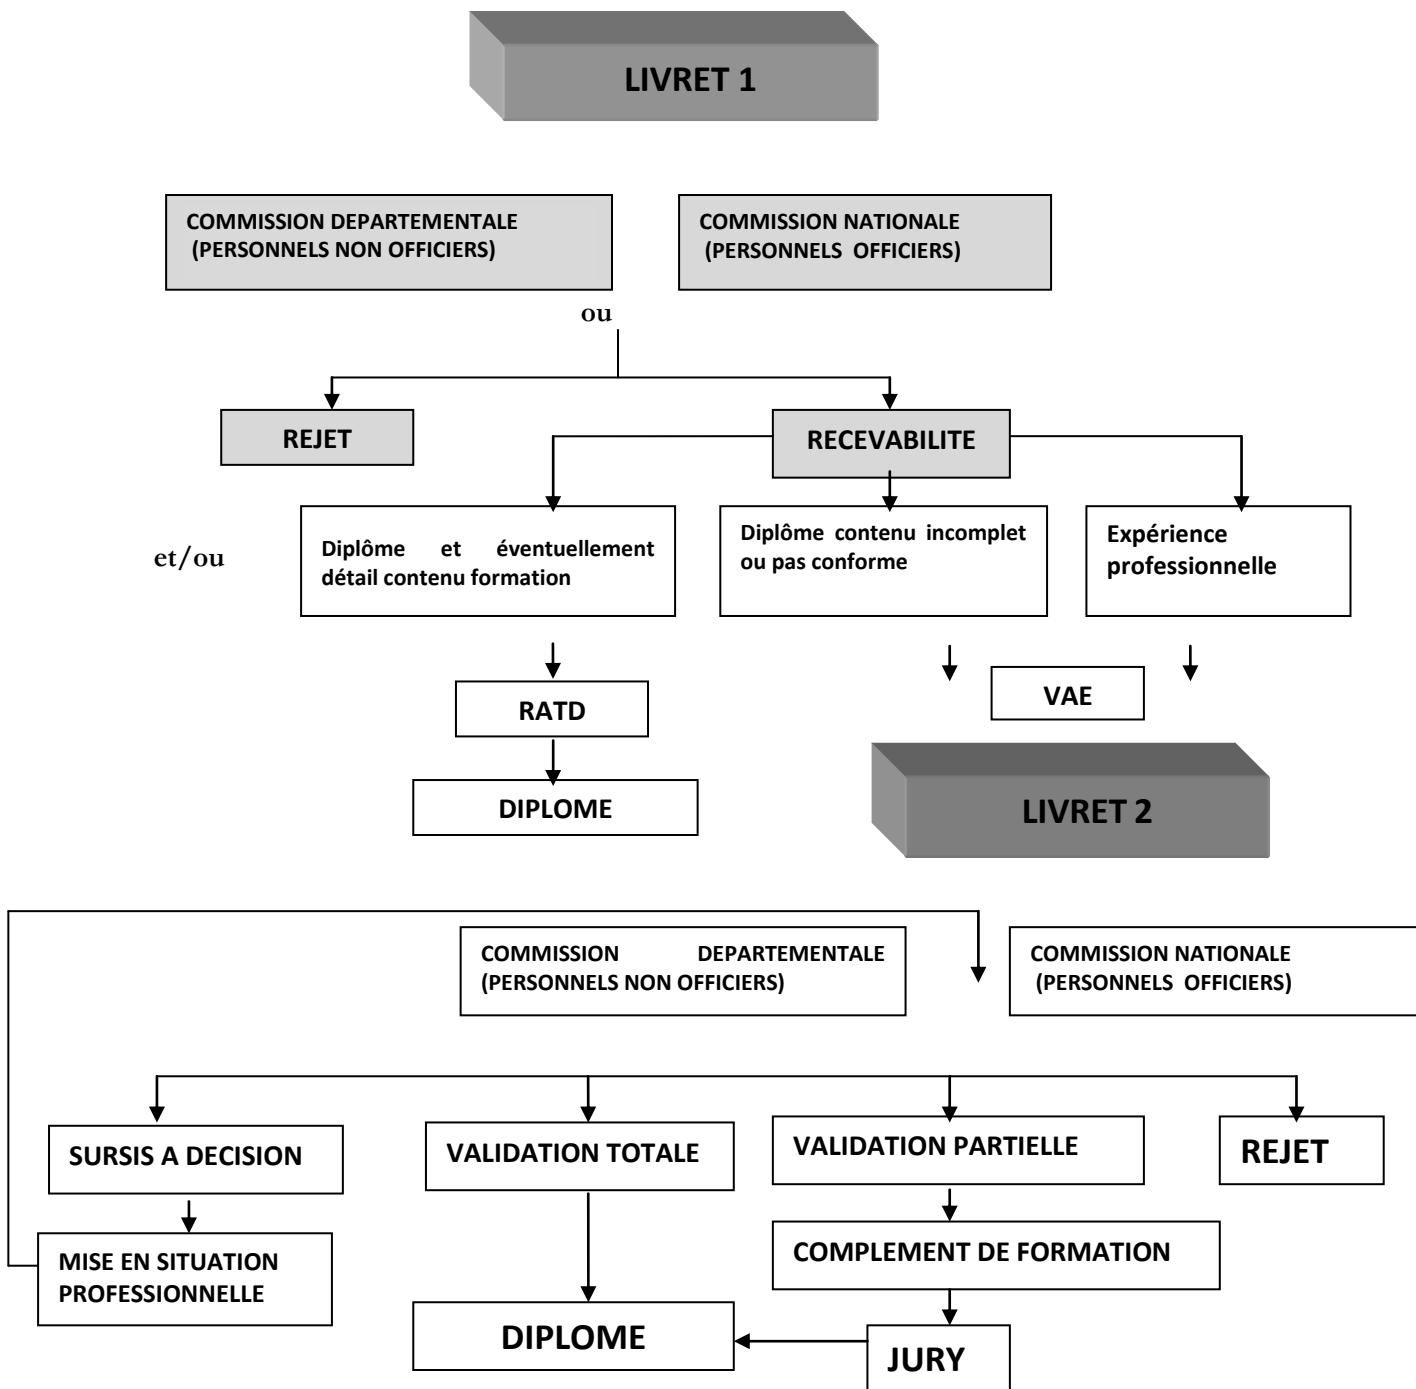 LIVRET 1
COMMISSION DEPARTEMENTALE
(PERSONNELS NON OFFICIERS)
COMMISSION NATIONALE
(PERSONNELS OFFICIERS)
ou
REJET
RECEVABILITE
et/ou
Diplôme et éventuellement
détail contenu formation
Diplôme contenu incomplet
ou pas conforme
Expérience
professionnelle
RATD
VAE
DIPLOME
LIVRET 2
COMMISSION DEPARTEMENTALE
(PERSONNELS NON OFFICIERS)
COMMISSION NATIONALE
(PERSONNELS OFFICIERS)
SURSIS A DECISION
VALIDATION TOTALE
VALIDATION PARTIELLE
REJET
MISE EN SITUATION
PROFESSIONNELLE
COMPLEMENT DE FORMATION
DIPLOME
JURY